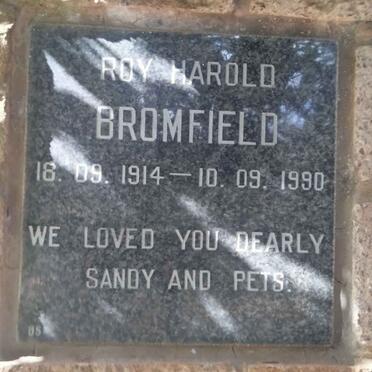 ROY HAROLD
BROMFIELD
18. 09. 1914 — 10. 09. 1990
WE LOVED YOU DEARLY
SANDY AND PETS.